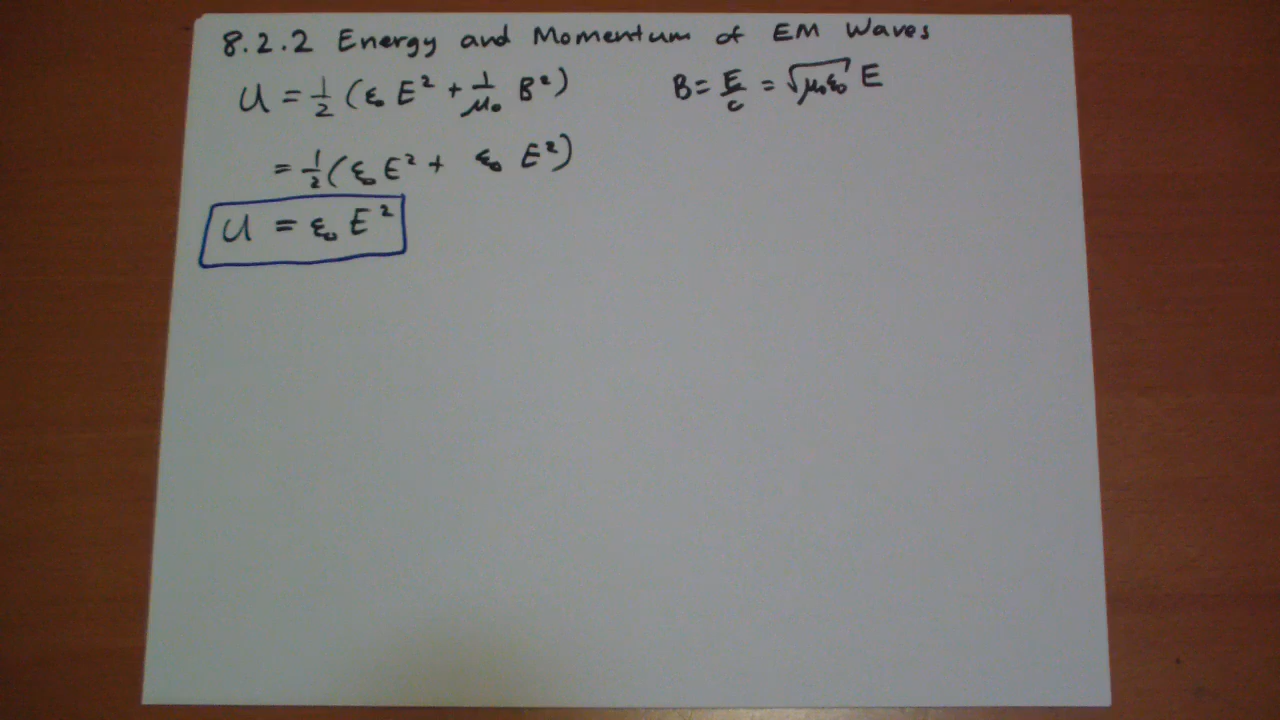 8.2.2 Energy and Momentum of EM Waves
U = 1/2 (ε₀ E² + 1/μ₀ B²)
B = E/c = √μ₀ε₀ E
= 1/2 (ε₀ E² + ε₀ E²)
U = ε₀ E²